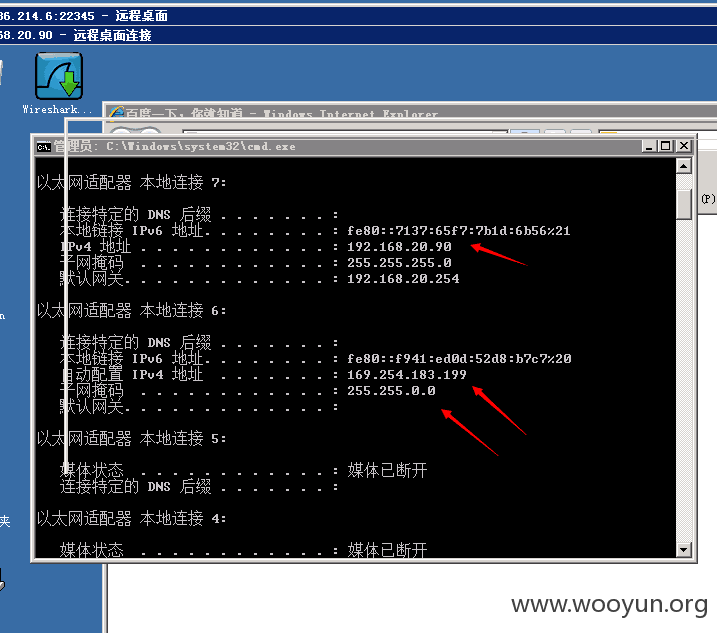 36.214.6:22345 - 远程桌面
68.20.90 - 远程桌面连接
Wireshark...
百度一下，你就知道 - Windows Internet Explorer
管理员: C:\Windows\system32\cmd.exe
(P)
以太网适配器 本地连接 7:
连接特定的 DNS 后缀 . . . . . . . :
本地链接 IPv6 地址. . . . . . . . : fe80::7137:65f7:7b1d:6b56%21
IPv4 地址 . . . . . . . . . . . . : 192.168.20.90
子网掩码 . . . . . . . . . . . . : 255.255.255.0
默认网关. . . . . . . . . . . . . : 192.168.20.254
以太网适配器 本地连接 6:
连接特定的 DNS 后缀 . . . . . . . :
本地链接 IPv6 地址. . . . . . . . : fe80::f941:ed0d:52d8:b7c7%20
自动配置 IPv4 地址 . . . . . . . : 169.254.183.199
子网掩码 . . . . . . . . . . . . : 255.255.0.0
默认网关. . . . . . . . . . . . . :
以太网适配器 本地连接 5:
媒体状态 . . . . . . . . . . . . : 媒体已断开
连接特定的 DNS 后缀 . . . . . . . :
以太网适配器 本地连接 4:
夹
媒体状态 . . . . . . . . . . . . : 媒体已断开
www.wooyun.org